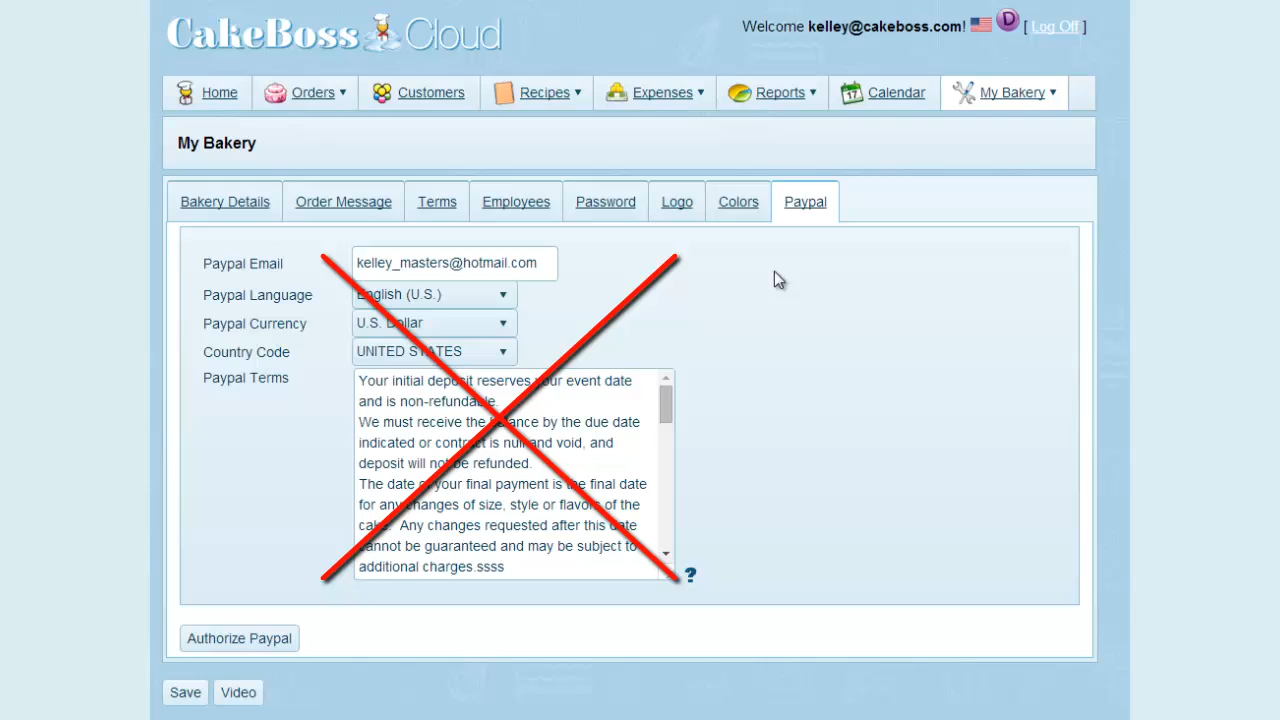 CakeBoss Cloud
Welcome kelley@cakeboss.com! D [ Log Off ]
Home Orders Customers Recipes Expenses Reports 17 Calendar My Bakery
My Bakery
Bakery Details Order Message Terms Employees Password Logo Colors Paypal
Paypal Email kelley_masters@hotmail.com
Paypal Language English (U.S.)
Paypal Currency U.S. Dollar
Country Code UNITED STATES
Paypal Terms
Your initial deposit reserves your event date
and is non-refundable.
We must receive the balance by the due date
indicated or contract is null and void, and
deposit will not be refunded.
The date of your final payment is the final date
for any changes of size, style or flavors of the
cake. Any changes requested after this date
cannot be guaranteed and may be subject to
additional charges.ssss
?
Authorize Paypal
Save Video